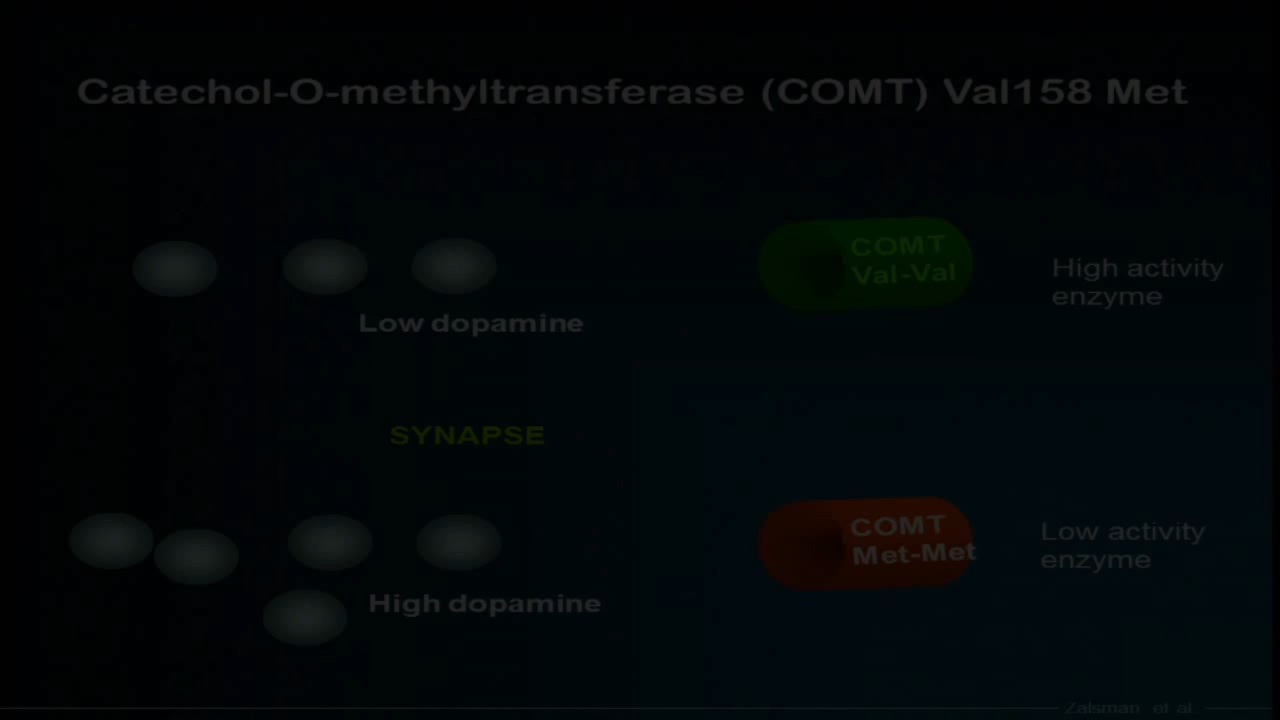 Catechol-O-methyltransferase (COMT) Val158 Met
COMT
Val-Val
High activity
enzyme
Low dopamine
SYNAPSE
COMT
Met-Met
Low activity
enzyme
High dopamine
Zalsman et al